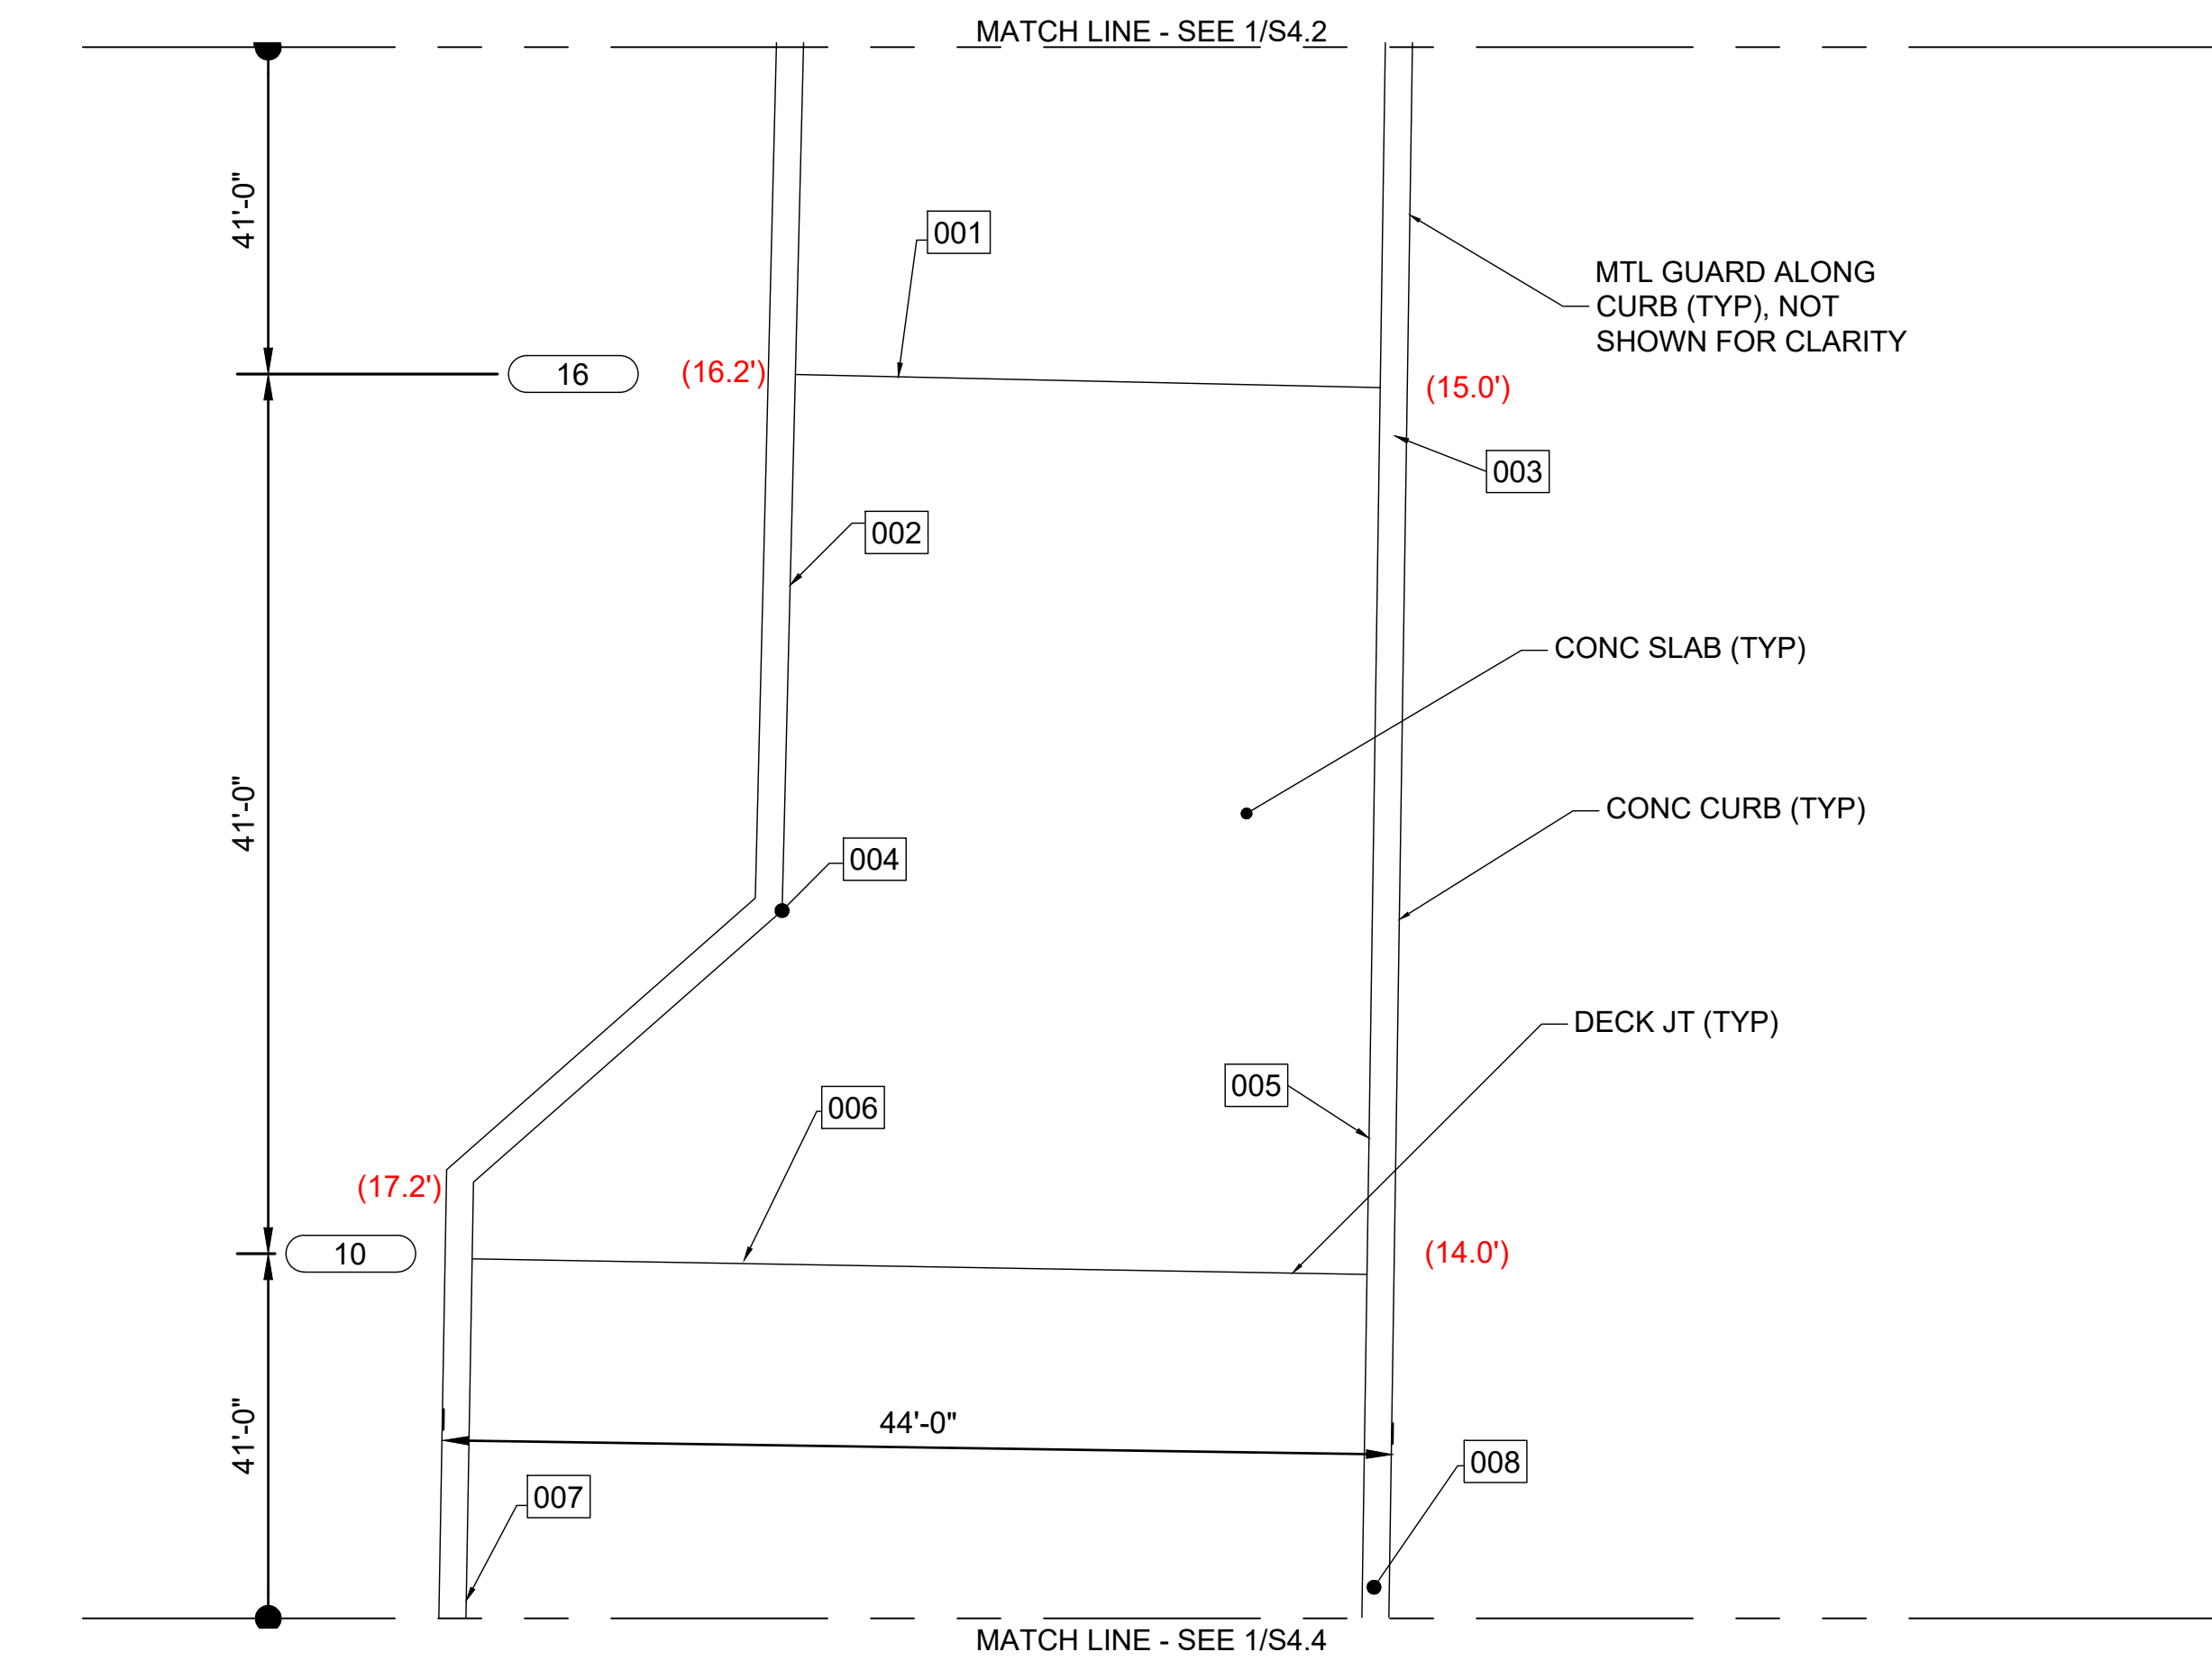 MATCH LINE - SEE 1/S4.2
41'-0"
001
MTL GUARD ALONG
CURB (TYP), NOT
SHOWN FOR CLARITY
16
(16.2')
(15.0')
003
002
CONC SLAB (TYP)
41'-0"
CONC CURB (TYP)
004
DECK JT (TYP)
005
006
(17.2')
10
(14.0')
41'-0"
44'-0"
008
007
MATCH LINE - SEE 1/S4.4